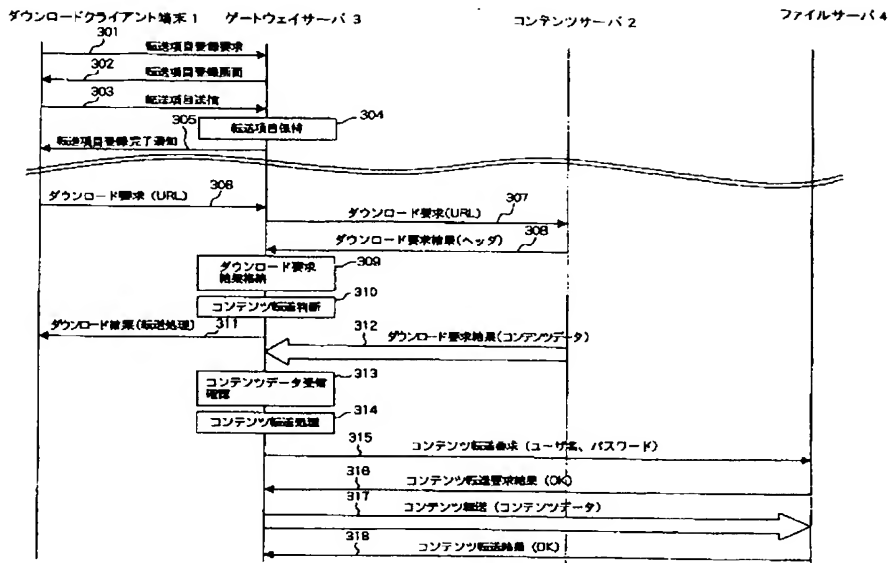 ダウンロードクライアント端末 1
ゲートウェイサーバ 3
コンテンツサーバ 2
ファイルサーバ 4
301
転送項目登録要求
302
転送項目登録画面
303
転送項目送信
304
転送項目保持
305
転送項目登録完了通知
306
ダウンロード要求 (URL)
307
ダウンロード要求(URL)
308
ダウンロード要求結果(ヘッダ)
309
ダウンロード要求
結果格納
310
コンテンツ転送判断
311
ダウンロード結果(転送処理)
312
ダウンロード要求結果(コンテンツデータ)
313
コンテンツデータ受信
確認
314
コンテンツ転送処理
315
コンテンツ転送要求 (ユーザ名、パスワード)
316
コンテンツ転送要求結果 (OK)
317
コンテンツ転送 (コンテンツデータ)
318
コンテンツ転送結果 (OK)